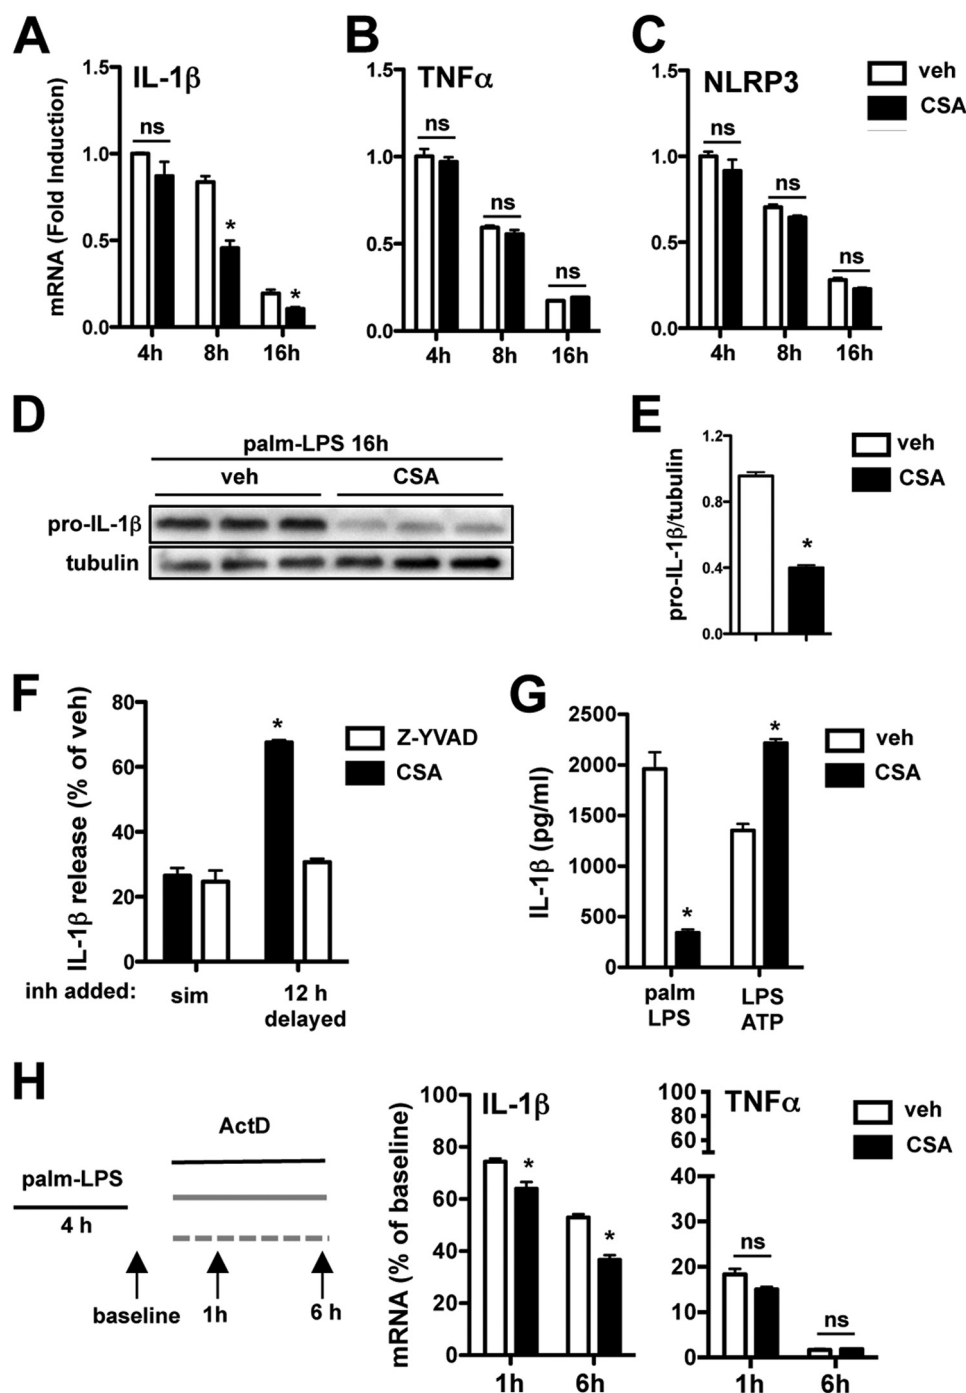 A
IL-1β
mRNA (Fold Induction)
1.5
1.0
0.5
0.0
ns
*
*
4h 8h 16h
B
TNFα
1.5
1.0
0.5
0.0
ns
ns
ns
4h 8h 16h
C
NLRP3
1.5
1.0
0.5
0.0
ns
ns
ns
4h 8h 16h
veh
CSA
D
palm-LPS 16h
veh CSA
pro-IL-1β
tubulin
E
pro-IL-1β/tubulin
1.2
0.8
0.4
0.0
*
veh
CSA
F
IL-1β release (% of veh)
80
60
40
20
0
*
Z-YVAD
CSA
inh added: sim 12 h
delayed
G
IL-1β (pg/ml)
2500
2000
1500
1000
500
0
*
*
palm LPS
LPS ATP
veh
CSA
H
ActD
palm-LPS
4 h
baseline 1h 6 h
IL-1β
mRNA (% of baseline)
100
80
60
40
20
0
*
*
1h 6h
TNFα
100
80
60
40
30
20
10
0
ns
ns
1h 6h
veh
CSA